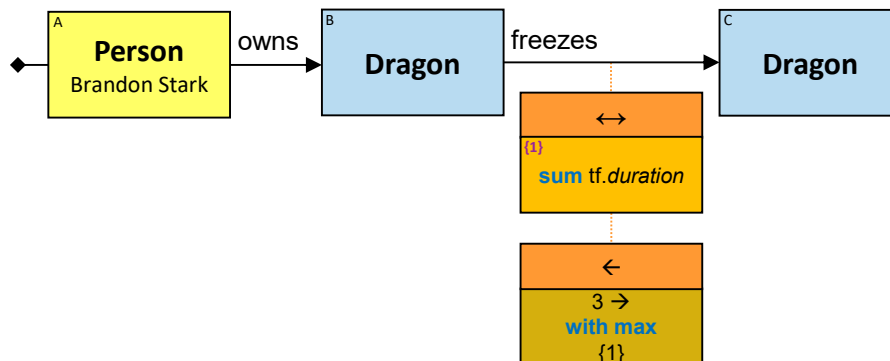 A
Person
Brandon Stark
owns
B
Dragon
freezes
C
Dragon
↔
{1}
sum tf.duration
←
3 →
with max
{1}